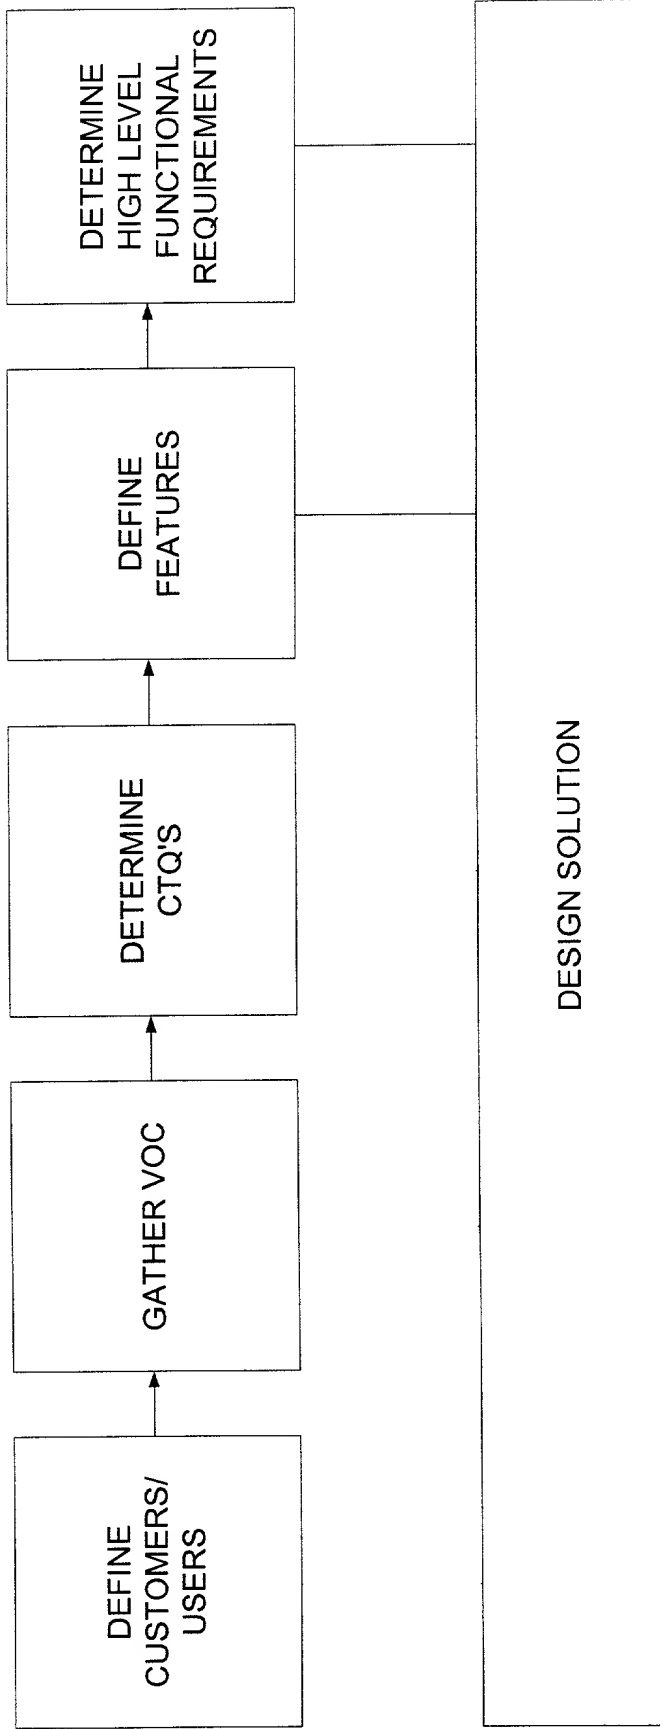 DEFINE
CUSTOMERS/
USERS
GATHER VOC
DETERMINE
CTQ'S
DEFINE
FEATURES
DETERMINE
HIGH LEVEL
FUNCTIONAL
REQUIREMENTS
DESIGN SOLUTION